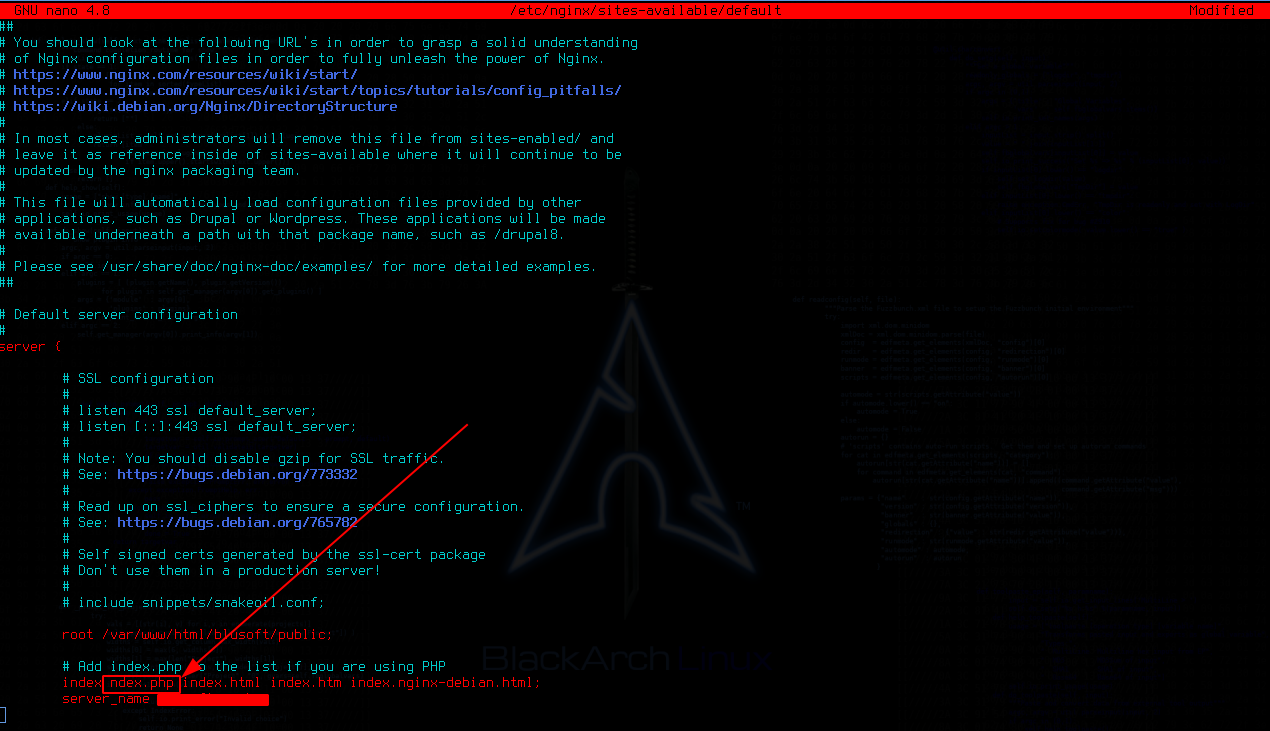 GNU nano 4.8 /etc/nginx/sites-available/default Modified
##
# You should look at the following URL's in order to grasp a solid understanding
# of Nginx configuration files in order to fully unleash the power of Nginx.
# https://www.nginx.com/resources/wiki/start/
# https://www.nginx.com/resources/wiki/start/topics/tutorials/config_pitfalls/
# https://wiki.debian.org/Nginx/DirectoryStructure
#
# In most cases, administrators will remove this file from sites-enabled/ and
# leave it as reference inside of sites-available where it will continue to be
# updated by the nginx packaging team.
#
# This file will automatically load configuration files provided by other
# applications, such as Drupal or Wordpress. These applications will be made
# available underneath a path with that package name, such as /drupal8.
#
# Please see /usr/share/doc/nginx-doc/examples/ for more detailed examples.
##
# Default server configuration
#
server {
# SSL configuration
#
# listen 443 ssl default_server;
# listen [::]:443 ssl default_server;
#
# Note: You should disable gzip for SSL traffic.
# See: https://bugs.debian.org/773332
#
# Read up on ssl_ciphers to ensure a secure configuration.
# See: https://bugs.debian.org/765782
#
# Self signed certs generated by the ssl-cert package
# Don't use them in a production server!
#
# include snippets/snakeoil.conf;
root /var/www/html/blusoft/public;
# Add index.php to the list if you are using PHP
index ndex.php index.html index.htm index.nginx-debian.html;
server_name
BlackArch Linux
TM